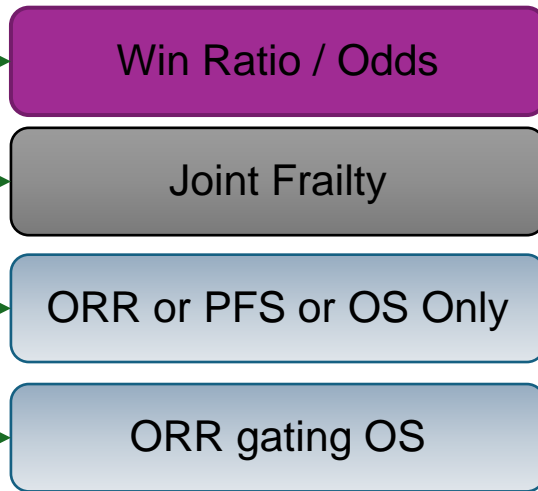 Win Ratio / Odds
Joint Frailty
ORR or PFS or OS Only
ORR gating OS